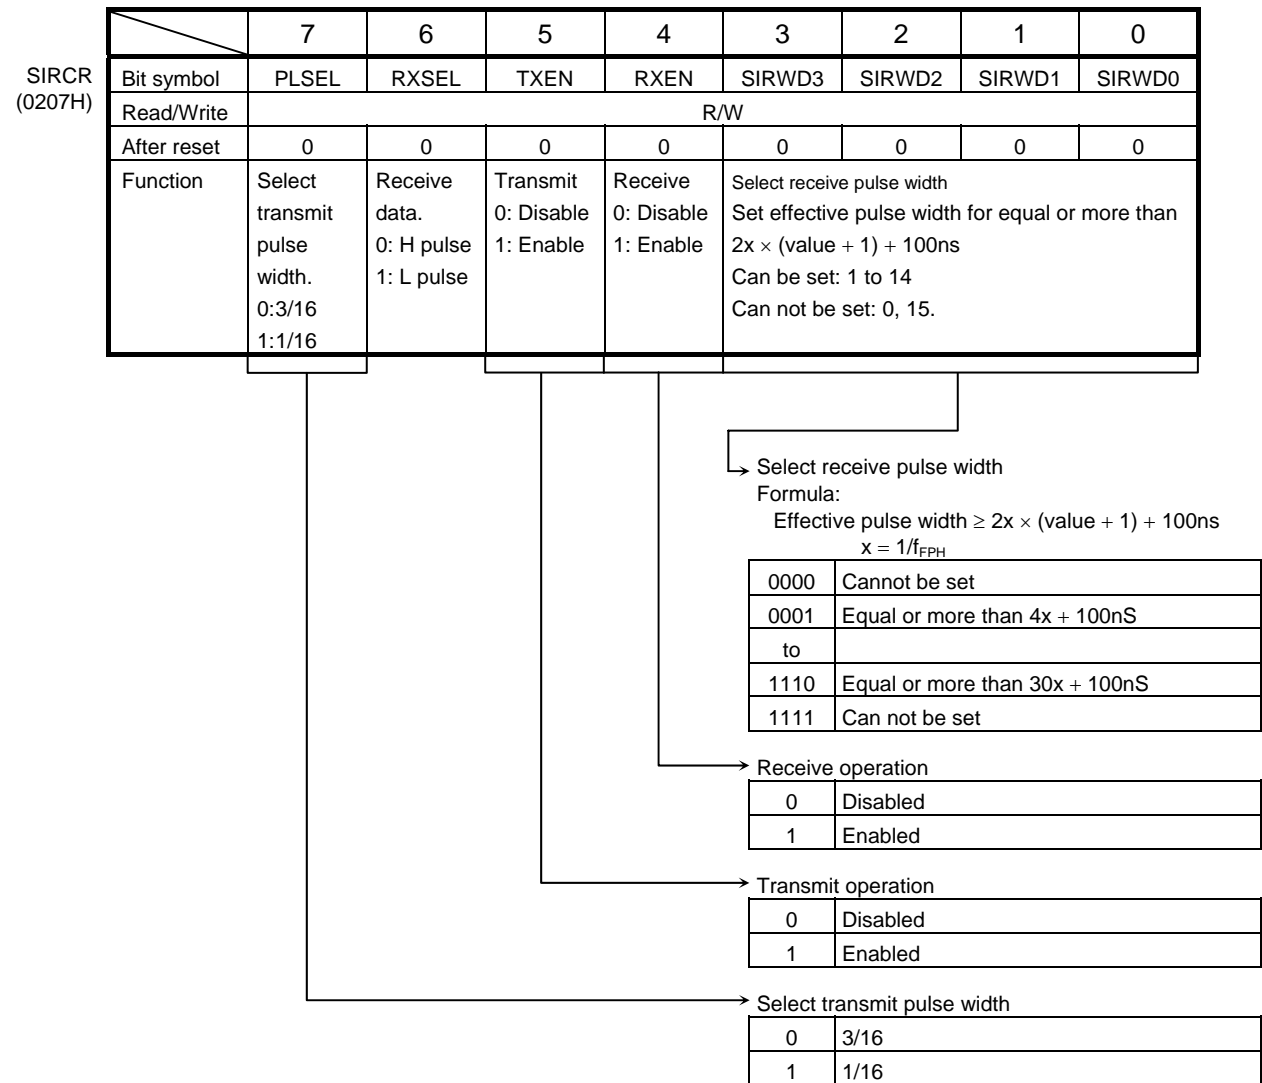 7 6 5 4 3 2 1 0
SIRCR
(0207H)
Bit symbol PLSEL RXSEL TXEN RXEN SIRWD3 SIRWD2 SIRWD1 SIRWD0
Read/Write R/W
After reset 0 0 0 0 0 0 0 0
Function
Select
transmit
pulse
width.
0:3/16
1:1/16
Receive
data.
0: H pulse
1: L pulse
Transmit
0: Disable
1: Enable
Receive
0: Disable
1: Enable
Select receive pulse width
Set effective pulse width for equal or more than
2x × (value + 1) + 100ns
Can be set: 1 to 14
Can not be set: 0, 15.
Select receive pulse width
Formula:
Effective pulse width ≥ 2x × (value + 1) + 100ns
x = 1/fFPH
0000 Cannot be set
0001 Equal or more than 4x + 100nS
to
1110 Equal or more than 30x + 100nS
1111 Can not be set
Receive operation
0 Disabled
1 Enabled
Transmit operation
0 Disabled
1 Enabled
Select transmit pulse width
0 3/16
1 1/16